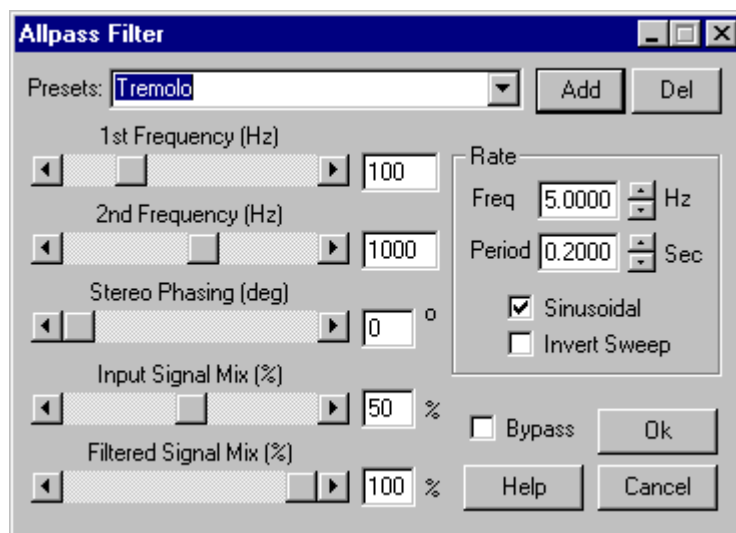 Allpass Filter
Presets: Tremolo Add Del
1st Frequency (Hz)
100
2nd Frequency (Hz)
1000
Stereo Phasing (deg)
0 °
Input Signal Mix (%)
50 %
Filtered Signal Mix (%)
100 %
Rate
Freq 5.0000 Hz
Period 0.2000 Sec
Sinusoidal
Invert Sweep
Bypass Ok
Help Cancel